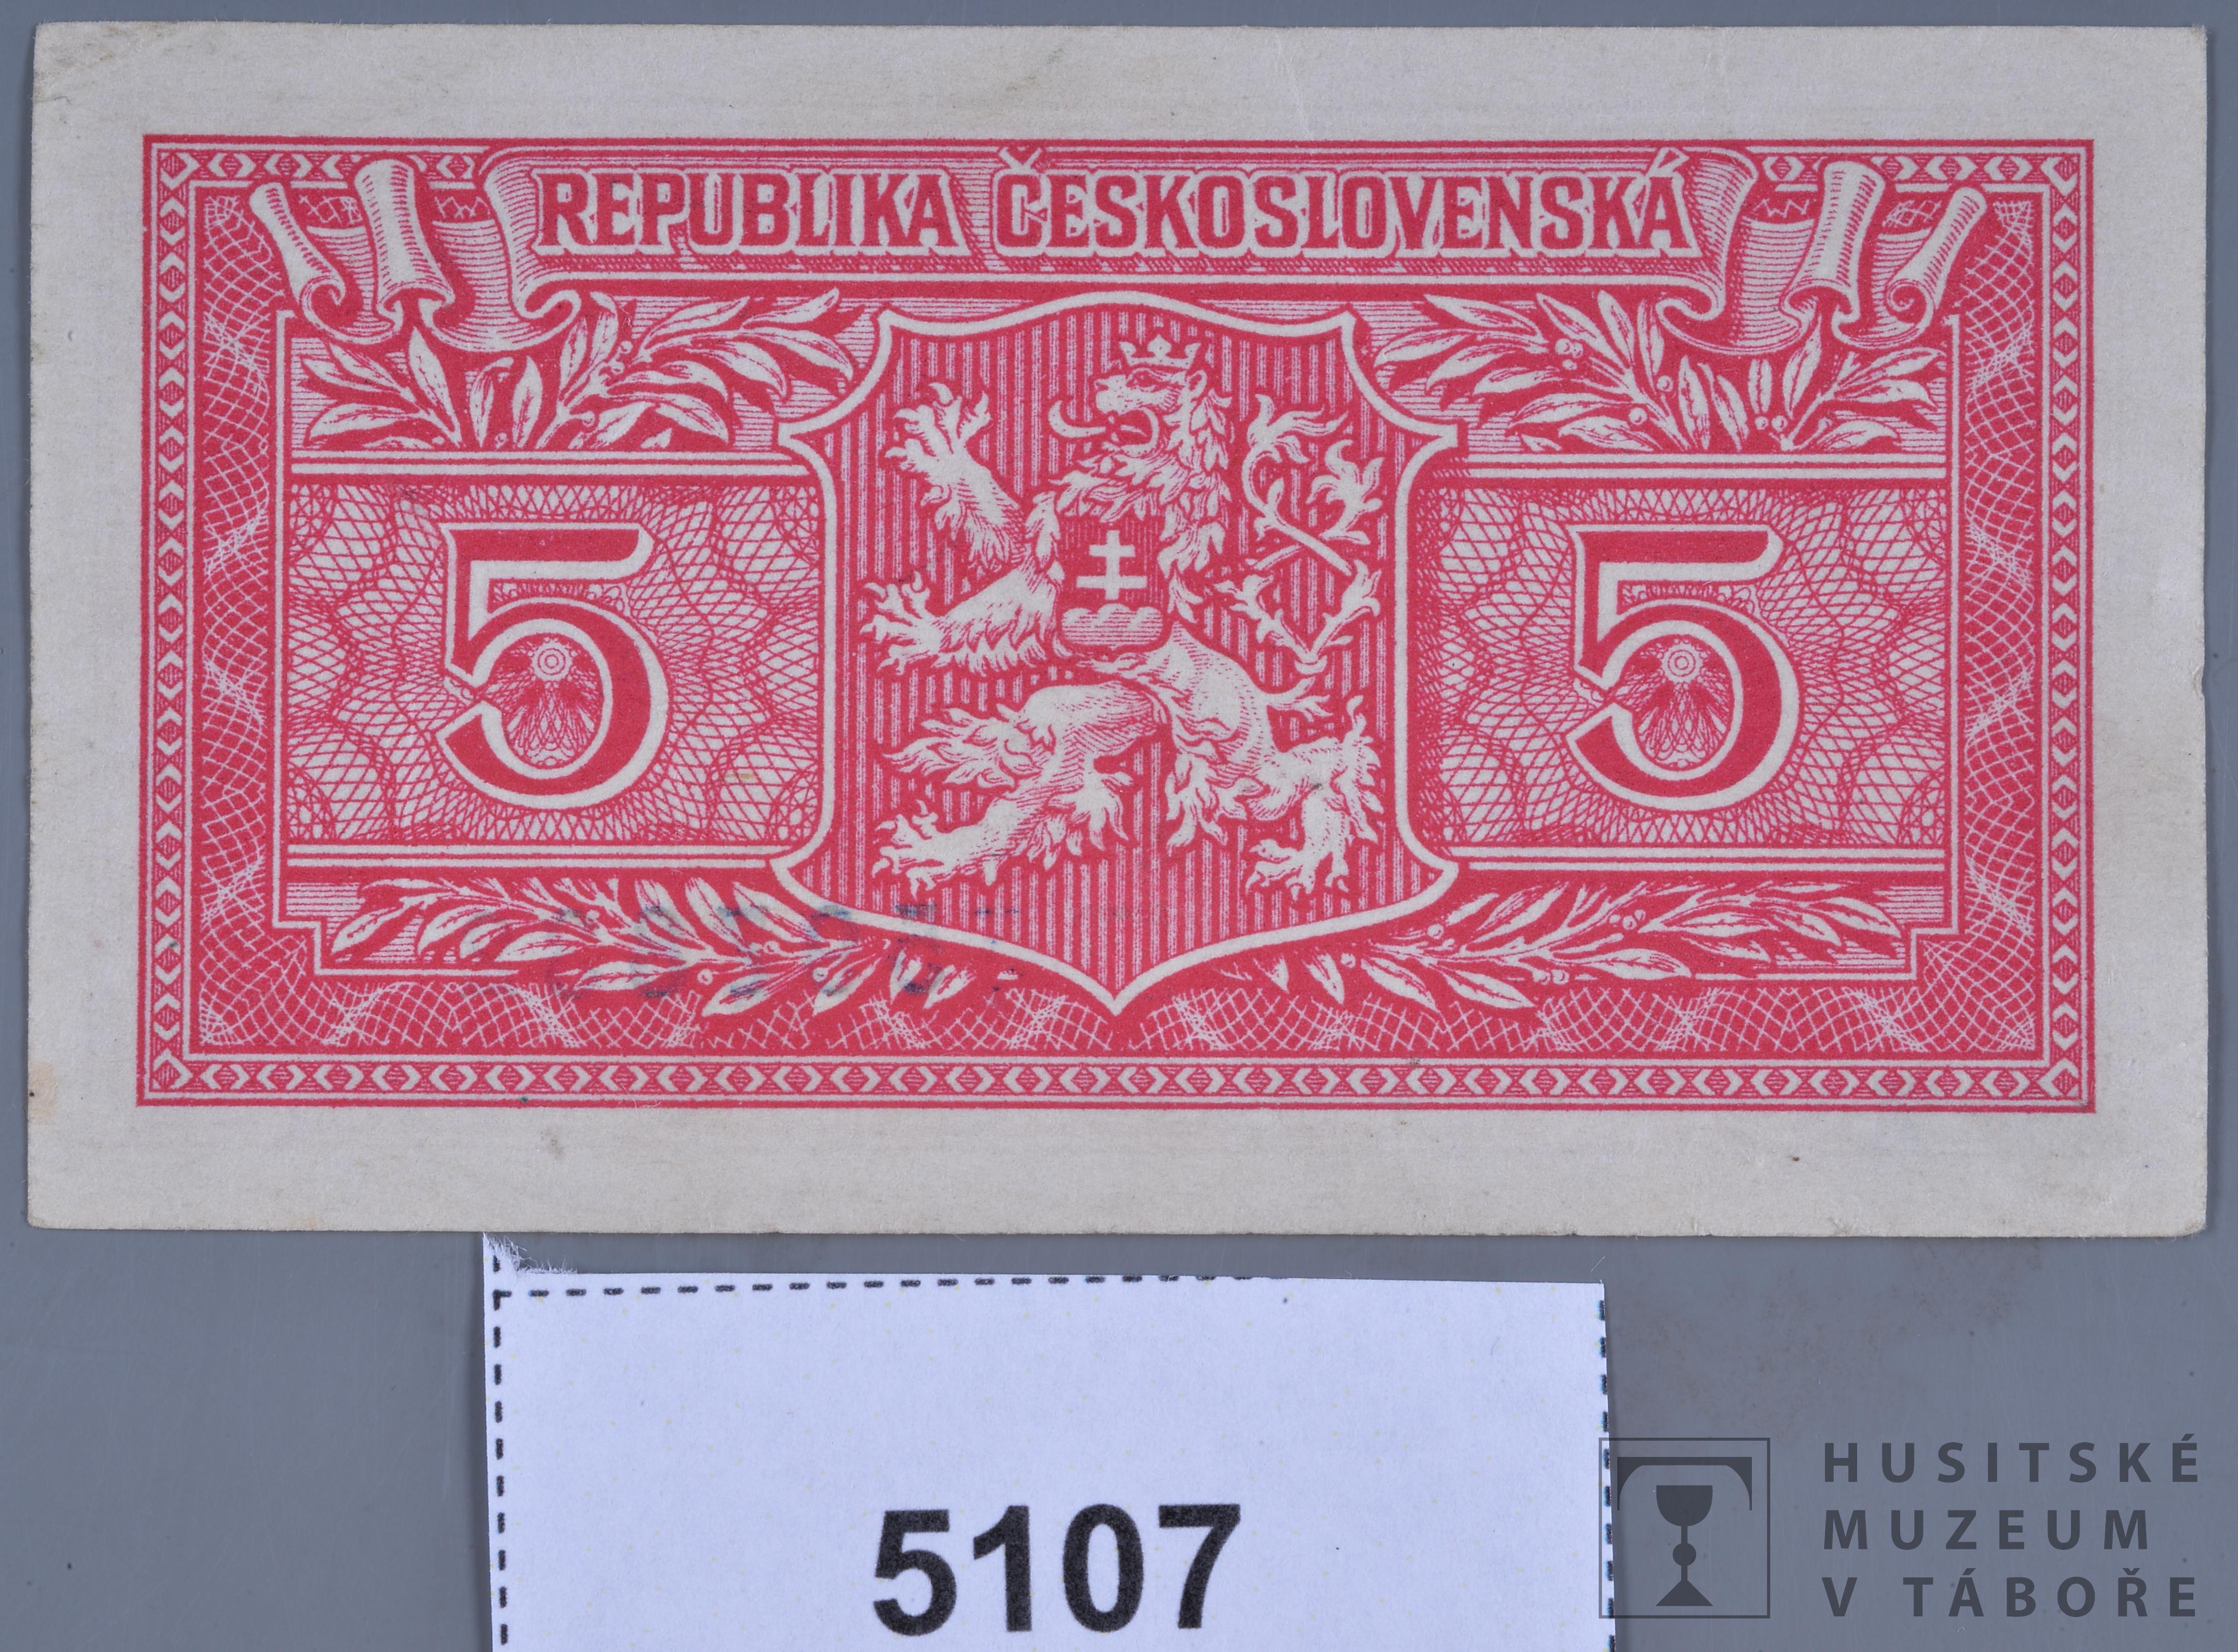 REPUBLIKA ČESKOSLOVENSKÁ
5 5
5107
HUSITSKÉ
MUZEUM
V TÁBOŘE